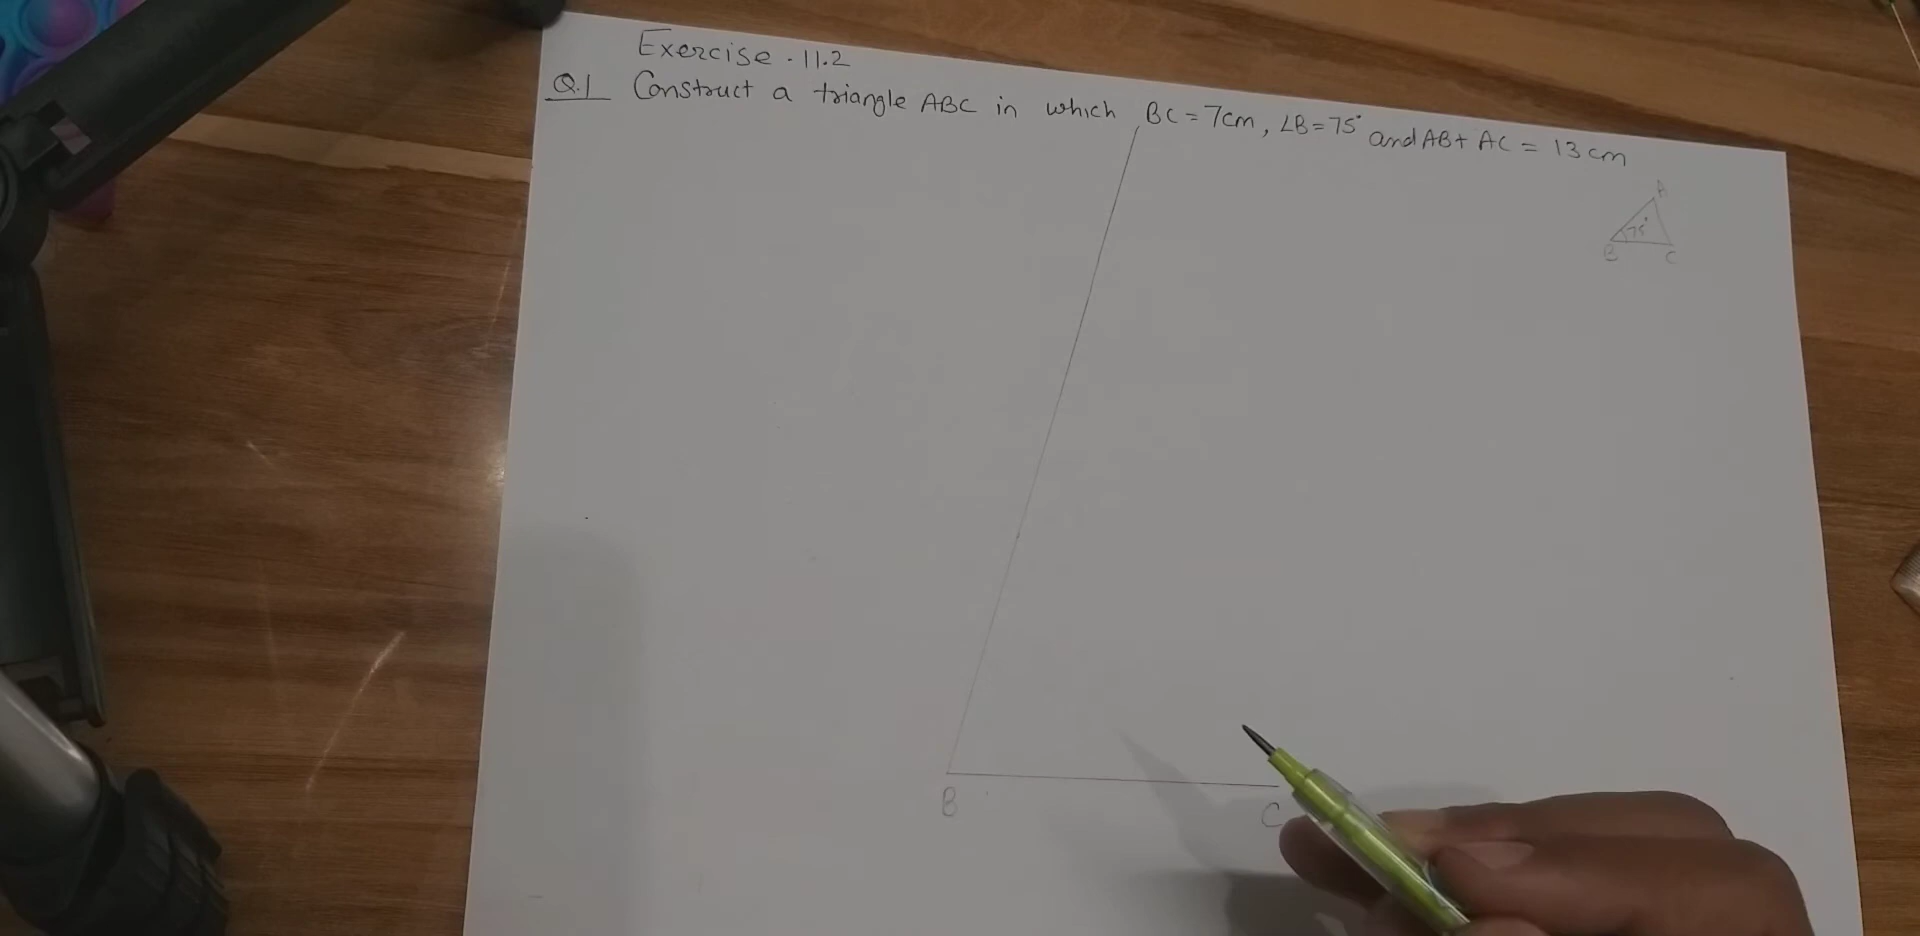 Exercise - 11.2
Q.1 Construct a triangle ABC in which BC = 7cm, ∠B = 75° and AB + AC = 13 cm
A
75°
B C
B C